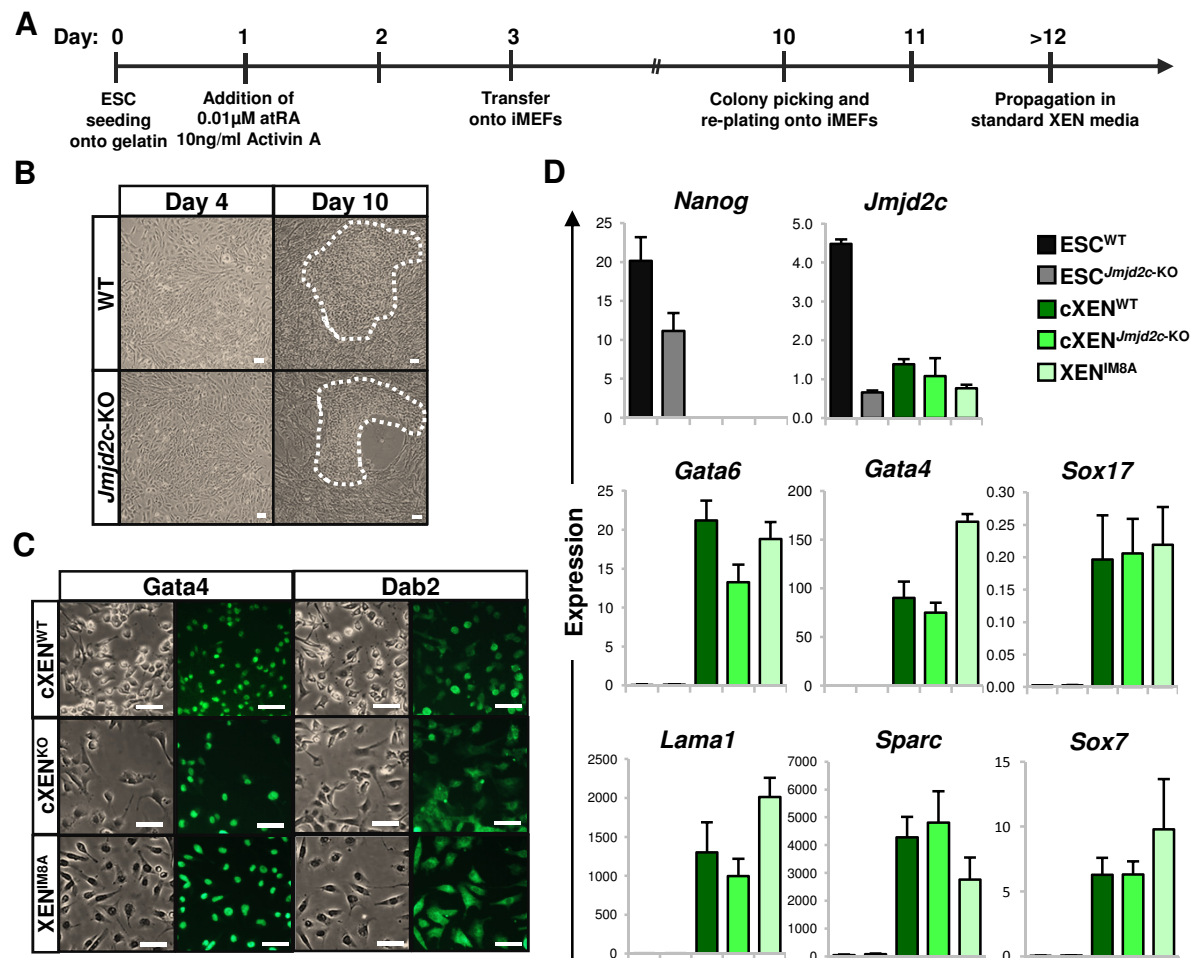 A
Day: 0 1 2 3 10 11 >12
ESC
seeding
onto gelatin
Addition of
0.01µM atRA
10ng/ml Activin A
Transfer
onto iMEFs
Colony picking and
re-plating onto iMEFs
Propagation in
standard XEN media
B
Day 4 Day 10
WT
Jmjd2c-KO
C
Gata4 Dab2
cXENWT
cXENKO
XENIM8A
D
Expression
Nanog
25
20
15
10
5
0
Jmjd2c
5.0
4.0
3.0
2.0
1.0
0.0
ESCWT
ESCJmjd2c-KO
cXENWT
cXENJmjd2c-KO
XENIM8A
Gata6
25
20
15
10
5
0
Gata4
200
150
100
50
0
Sox17
0.30
0.25
0.20
0.15
0.10
0.05
0.00
Lama1
2500
2000
1500
1000
500
0
Sparc
7000
6000
5000
4000
3000
2000
1000
0
Sox7
15
10
5
0